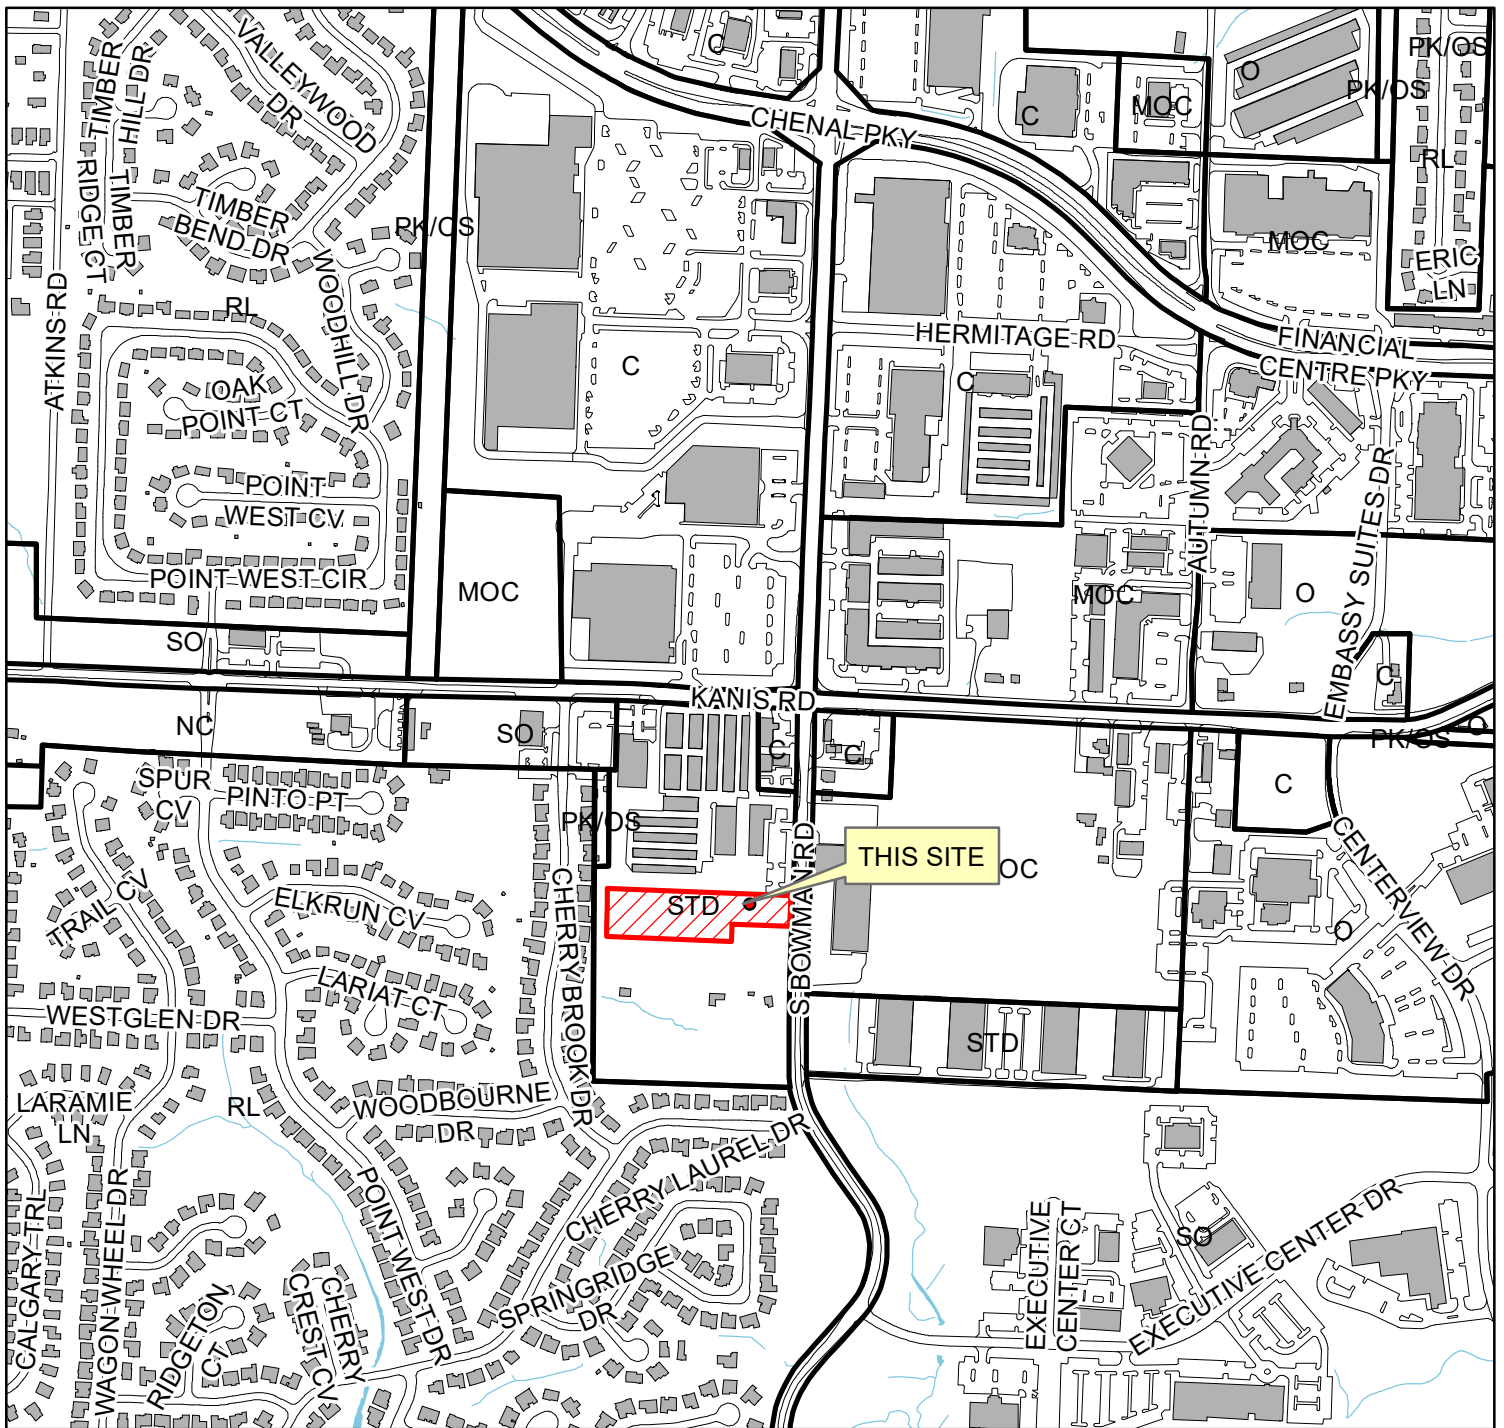 C
PK/OS
TIMBER
RIDGE CT
TIMBER
HILL DR
VALLEYWOOD
DR
O
PK/OS
MOC
C
CHENAL PKY
RL
TIMBER
BEND DR
PK/OS
MOC
ERIC
LN
WOODHILL DR
ATKINS RD
RL
HERMITAGE RD
FINANCIAL
CENTRE PKY
C
C
OAK
POINT CT
AUTUMN RD
EMBASSY SUITES DR
POINT
WEST CV
POINT WEST CIR
MOC
MOC
O
SO
C
KANIS RD
NC
SO
C
C
PK/OS
O
SPUR
CV
PINTO PT
C
PK/OS
S BOWMAN RD
THIS SITE
OC
CENTERVIEW DR
TRAIL CV
ELKRUN CV
CHERRY BROOK DR
STD
O
LARIAT CT
WESTGLEN DR
STD
LARAMIE
LN
RL
WOODBOURNE
DR
CHERRY LAUREL DR
CALGARY TRL
WAGON WHEEL DR
POINT WEST DR
EXECUTIVE
CENTER CT
SO
EXECUTIVE CENTER DR
RIDGETON
CT
CHERRY
CREST CV
SPRINGRIDGE
DR